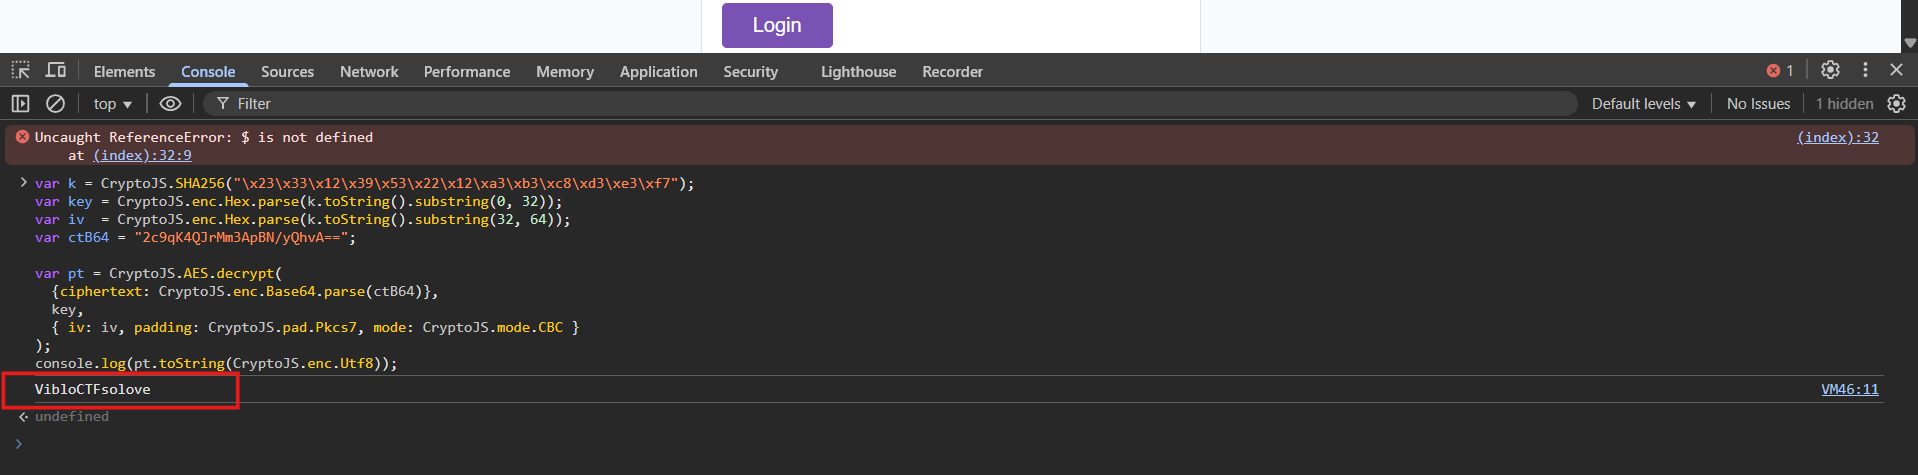 Login
Elements Console Sources Network Performance Memory Application Security Lighthouse Recorder 1
top Filter Default levels No Issues 1 hidden
Uncaught ReferenceError: $ is not defined (index):32
at (index):32:9
> var k = CryptoJS.SHA256("\x23\x33\x12\x39\x53\x22\x12\xa3\xb3\xc8\xd3\xe3\xf7");
var key = CryptoJS.enc.Hex.parse(k.toString().substring(0, 32));
var iv  = CryptoJS.enc.Hex.parse(k.toString().substring(32, 64));
var ctB64 = "2c9qK4QJrMm3ApBN/yQhvA==";
var pt = CryptoJS.AES.decrypt(
{ciphertext: CryptoJS.enc.Base64.parse(ctB64)},
key,
{ iv: iv, padding: CryptoJS.pad.Pkcs7, mode: CryptoJS.mode.CBC }
);
console.log(pt.toString(CryptoJS.enc.Utf8));
VibloCTFsolove VM46:11
undefined
>